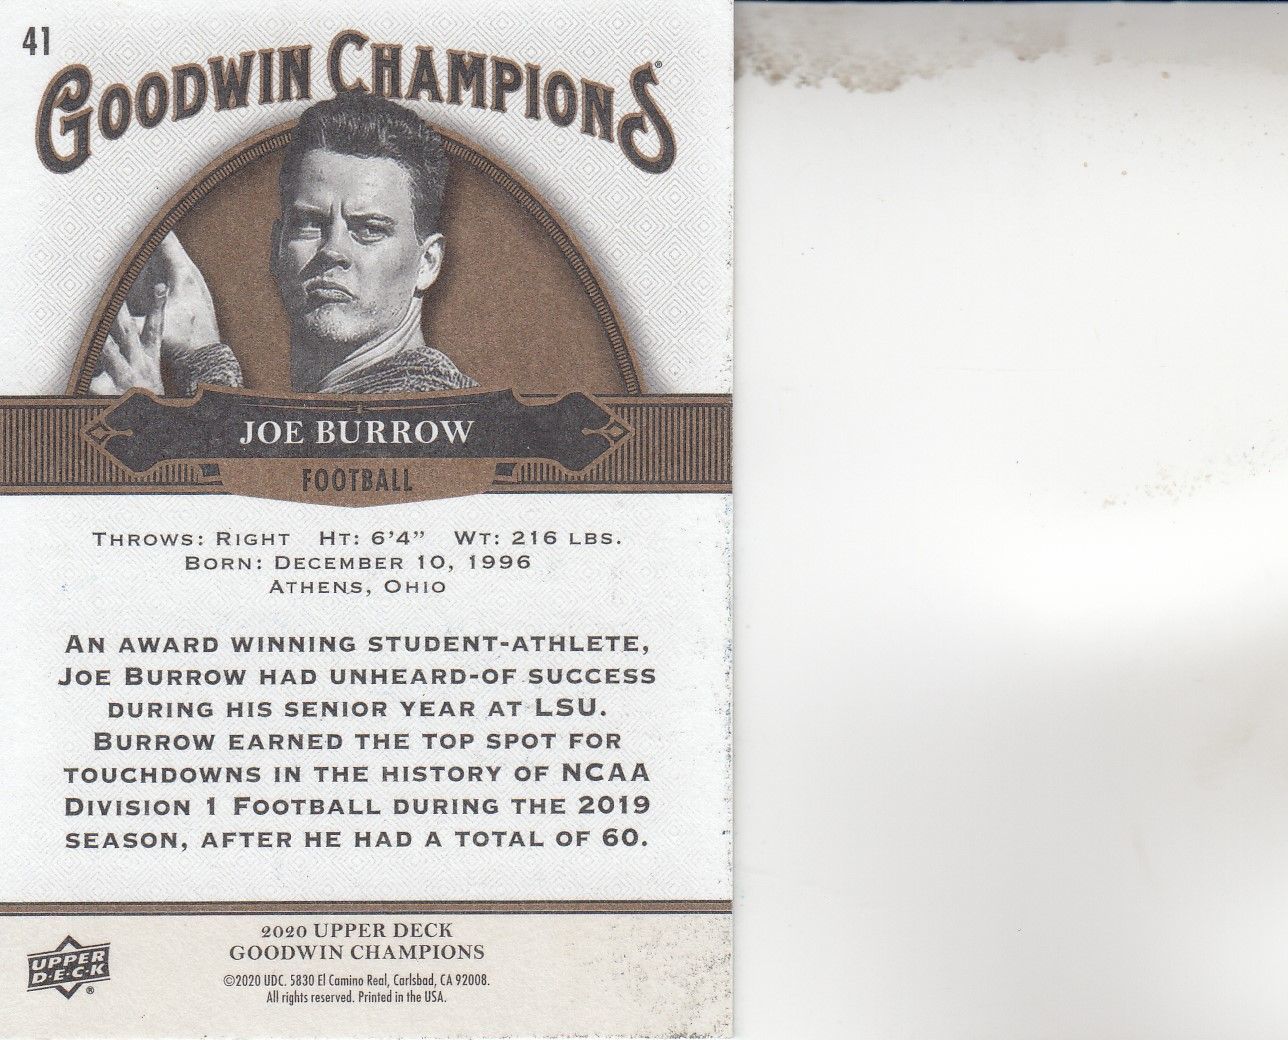 41
GOODWIN CHAMPIONS®
JOE BURROW
FOOTBALL
THROWS: RIGHT HT: 6'4" WT: 216 LBS.
BORN: DECEMBER 10, 1996
ATHENS, OHIO
AN AWARD WINNING STUDENT-ATHLETE,
JOE BURROW HAD UNHEARD-OF SUCCESS
DURING HIS SENIOR YEAR AT LSU.
BURROW EARNED THE TOP SPOT FOR
TOUCHDOWNS IN THE HISTORY OF NCAA
DIVISION 1 FOOTBALL DURING THE 2019
SEASON, AFTER HE HAD A TOTAL OF 60.
2020 UPPER DECK
GOODWIN CHAMPIONS
UPPER
D·E·C·K®
©2020 UDC. 5830 El Camino Real, Carlsbad, CA 92008.
All rights reserved. Printed in the USA.